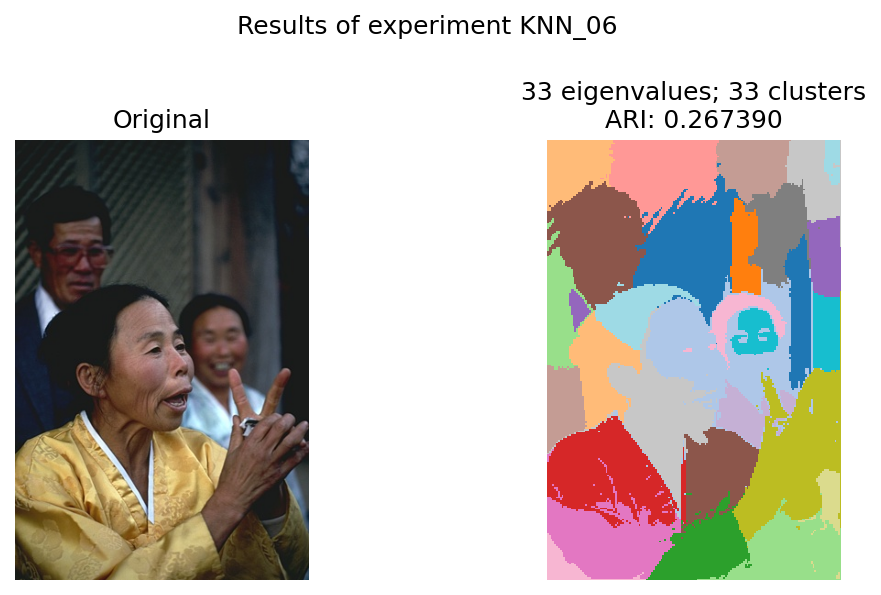 Results of experiment KNN_06
Original
33 eigenvalues; 33 clusters
ARI: 0.267390